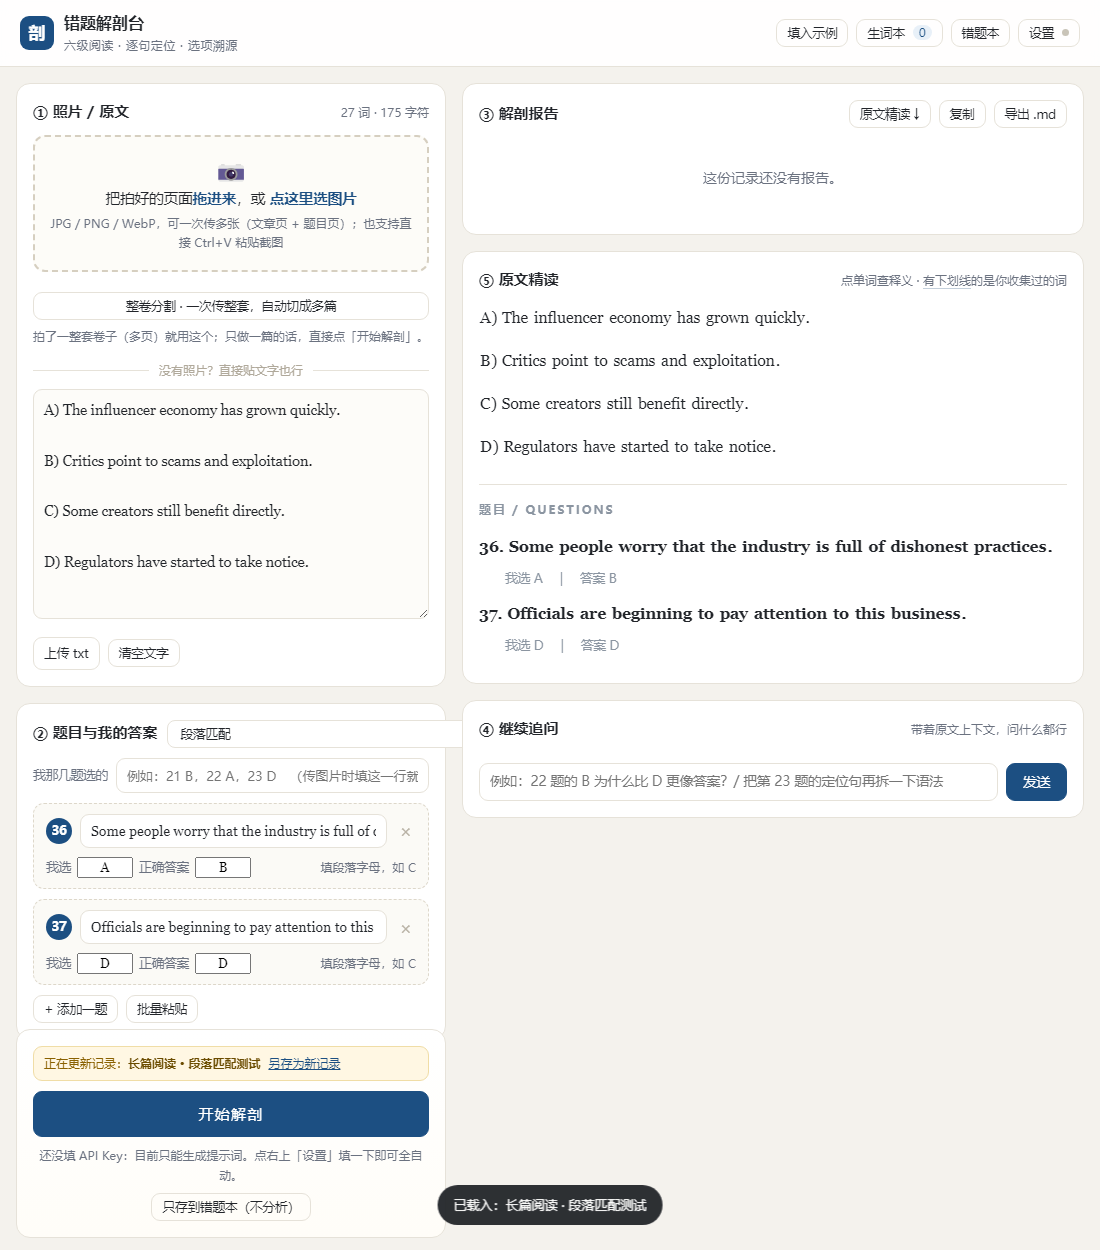 剖
错题解剖台
六级阅读 · 逐句定位 · 选项溯源
填入示例
生词本 0
错题本
设置
① 照片 / 原文
27 词 · 175 字符
把拍好的页面拖进来，或 点这里选图片
JPG / PNG / WebP，可一次传多张（文章页 + 题目页）；也支持直
接 Ctrl+V 粘贴截图
整卷分割 · 一次传整套，自动切成多篇
拍了一整套卷子（多页）就用这个；只做一篇的话，直接点「开始解剖」。
没有照片？直接贴文字也行
A) The influencer economy has grown quickly.
B) Critics point to scams and exploitation.
C) Some creators still benefit directly.
D) Regulators have started to take notice.
上传 txt
清空文字
② 题目与我的答案
段落匹配
我那几题选的
例如：21 B，22 A，23 D （传图片时填这一行就
36
Some people worry that the industry is full of
×
我选 A 正确答案 B
填段落字母，如 C
37
Officials are beginning to pay attention to this
×
我选 D 正确答案 D
填段落字母，如 C
+ 添加一题
批量粘贴
正在更新记录：长篇阅读 · 段落匹配测试 另存为新记录
开始解剖
还没填 API Key：目前只能生成提示词。点右上「设置」填一下即可全自
动。
只存到错题本（不分析）
③ 解剖报告
原文精读↓
复制
导出 .md
这份记录还没有报告。
⑤ 原文精读
点单词查释义 · 有下划线的是你收集过的词
A) The influencer economy has grown quickly.
B) Critics point to scams and exploitation.
C) Some creators still benefit directly.
D) Regulators have started to take notice.
题目 / QUESTIONS
36. Some people worry that the industry is full of dishonest practices.
我选 A | 答案 B
37. Officials are beginning to pay attention to this business.
我选 D | 答案 D
④ 继续追问
带着原文上下文，问什么都行
例如：22 题的 B 为什么比 D 更像答案？/ 把第 23 题的定位句再拆一下语法
发送
已载入：长篇阅读 · 段落匹配测试